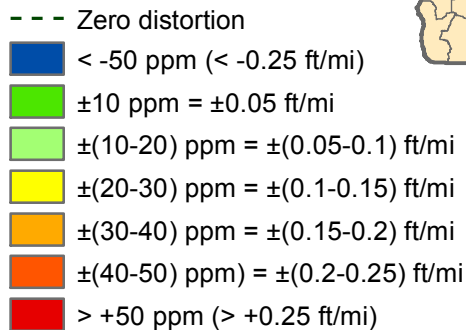 Zero distortion
< -50 ppm (< -0.25 ft/mi)
±10 ppm = ±0.05 ft/mi
±(10-20) ppm = ±(0.05-0.1) ft/mi
±(20-30) ppm = ±(0.1-0.15) ft/mi
±(30-40) ppm = ±(0.15-0.2) ft/mi
±(40-50) ppm) = ±(0.2-0.25) ft/mi
> +50 ppm (> +0.25 ft/mi)